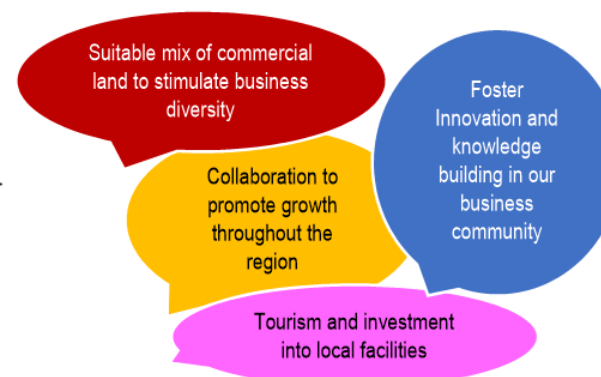 Suitable mix of commercial
land to stimulate business
diversity
Foster
Innovation and
knowledge
building in our
business
community
Collaboration to
promote growth
throughout the
region
Tourism and investment
into local facilities